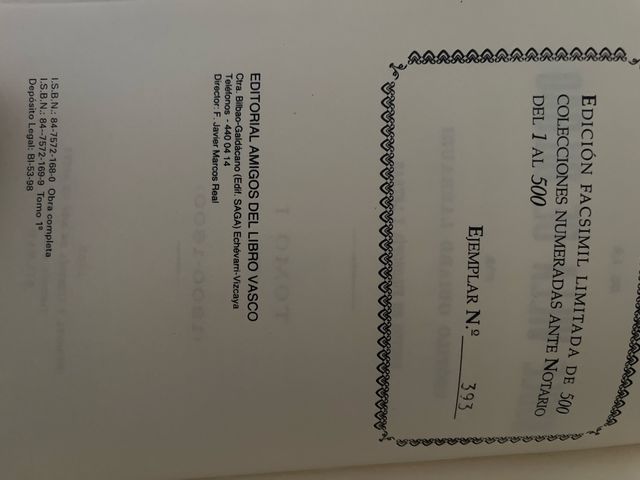 EDICIÓN FACSIMIL LIMITADA DE 500
COLECCIONES NUMERADAS ANTE NOTARIO
DEL 1 AL 500
EJEMPLAR N.º 393
EDITORIAL AMIGOS DEL LIBRO VASCO
Ctra. Bilbao-Galdácano (Edif. SAGA) Echévarri-Vizcaya
Teléfonos - 440 04 14
Director: F. Javier Marcos Real
I.S.B.N.: 84-7572-168-0 Obra completa
I.S.B.N.: 84-7572-169-9 Tomo 1º
Depósito Legal: BI-53-98